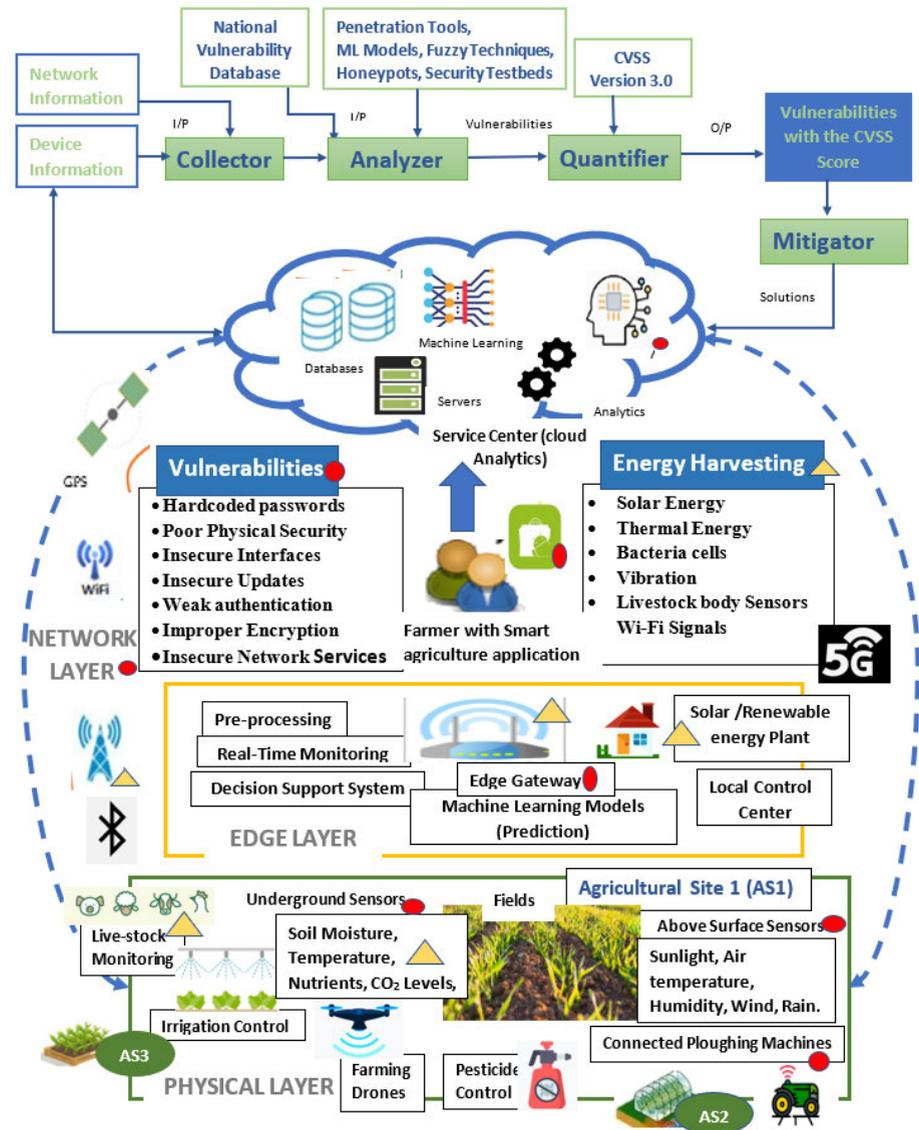 National
Vulnerability
Database
Penetration Tools,
ML Models, Fuzzy Techniques,
Honeypots, Security Testbeds
CVSS
Version 3.0
Network
Information
Device
Information
I/P
Collector
I/P
Analyzer
Vulnerabilities
Quantifier
O/P
Vulnerabilities
with the CVSS
Score
Mitigator
Solutions
Databases
Machine Learning
Servers
Analytics
Service Center (cloud
Analytics)
GPS
WiFi
NETWORK
LAYER
Vulnerabilities
•Hardcoded passwords
•Poor Physical Security
•Insecure Interfaces
•Insecure Updates
•Weak authentication
•Improper Encryption
•Insecure Network Services
Farmer with Smart
agriculture application
Energy Harvesting
• Solar Energy
• Thermal Energy
• Bacteria cells
• Vibration
• Livestock body Sensors
Wi-Fi Signals
5G
Pre-processing
Real-Time Monitoring
Decision Support System
Edge Gateway
Machine Learning Models
(Prediction)
Solar /Renewable
energy Plant
Local Control
Center
EDGE LAYER
Agricultural Site 1 (AS1)
Live-stock
Monitoring
Underground Sensors
Soil Moisture,
Temperature,
Nutrients, CO₂ Levels,
Fields
Above Surface Sensors
Sunlight, Air
temperature,
Humidity, Wind, Rain.
Irrigation Control
Connected Ploughing Machines
AS3
PHYSICAL LAYER
Farming
Drones
Pesticide
Control
AS2